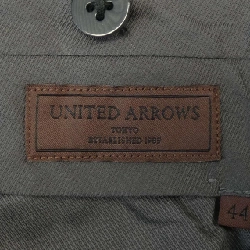 UNITED ARROWS
TOKYO
ESTABLISHED 1989
44